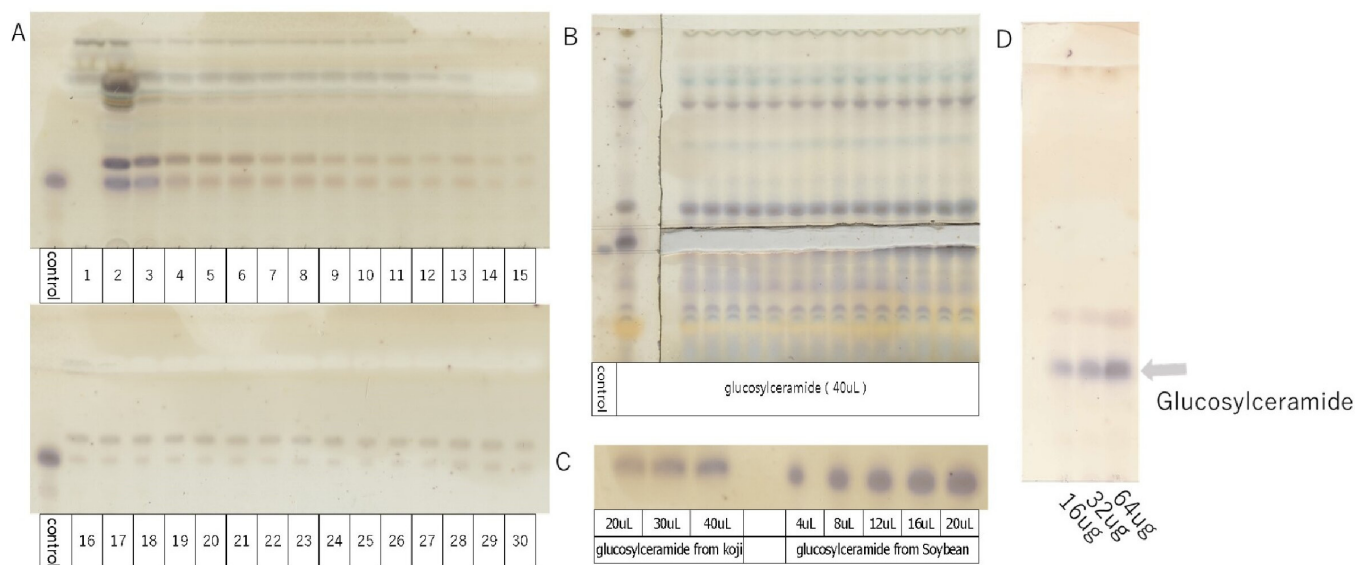 A
control 1 2 3 4 5 6 7 8 9 10 11 12 13 14 15
control 16 17 18 19 20 21 22 23 24 25 26 27 28 29 30
B
control glucosylceramide ( 40uL )
C
20uL 30uL 40uL 4uL 8uL 12uL 16uL 20uL
glucosylceramide from koji glucosylceramide from Soybean
D
Glucosylceramide
16ug 32ug 64ug